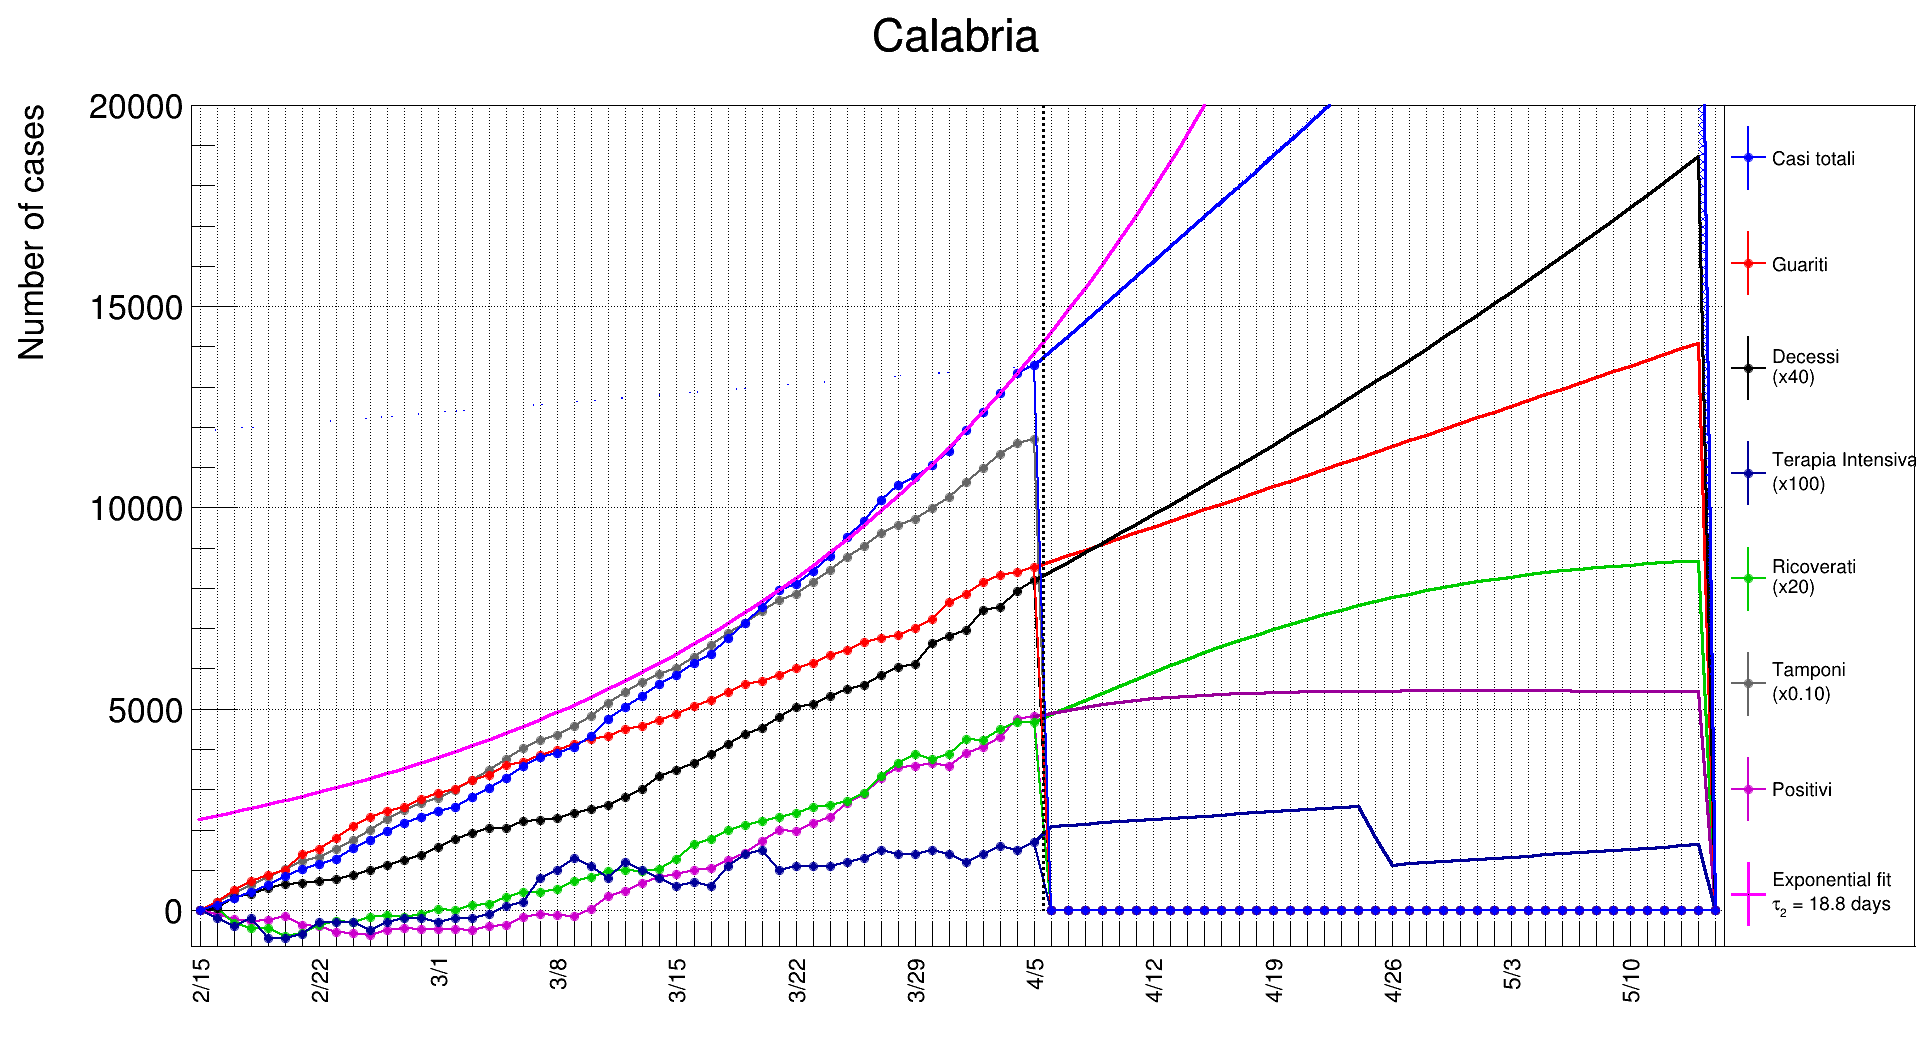 Calabria
Number of cases
20000
15000
10000
5000
0
2/15
2/22
3/1
3/8
3/15
3/22
3/29
4/5
4/12
4/19
4/26
5/3
5/10
Casi totali
Guariti
Decessi
(x40)
Terapia Intensiva
(x100)
Ricoverati
(x20)
Tamponi
(x0.10)
Positivi
Exponential fit
τ₂ = 18.8 days